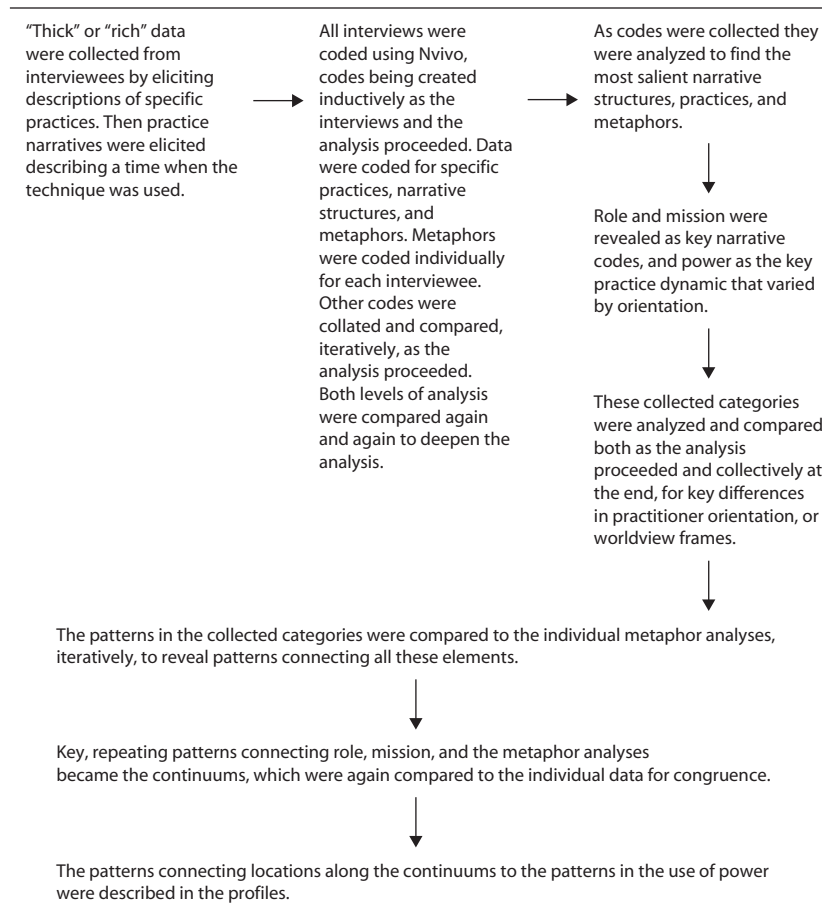 “Thick” or “rich” data
were collected from
interviewees by eliciting
descriptions of specific
practices. Then practice
narratives were elicited
describing a time when the
technique was used.
All interviews were
coded using Nvivo,
codes being created
inductively as the
interviews and the
analysis proceeded. Data
were coded for specific
practices, narrative
structures, and
metaphors. Metaphors
were coded individually
for each interviewee.
Other codes were
collated and compared,
iteratively, as the
analysis proceeded.
Both levels of analysis
were compared again
and again to deepen the
analysis.
As codes were collected they
were analyzed to find the
most salient narrative
structures, practices, and
metaphors.
Role and mission were
revealed as key narrative
codes, and power as the key
practice dynamic that varied
by orientation.
These collected categories
were analyzed and compared
both as the analysis
proceeded and collectively at
the end, for key differences
in practitioner orientation, or
worldview frames.
The patterns in the collected categories were compared to the individual metaphor analyses,
iteratively, to reveal patterns connecting all these elements.
Key, repeating patterns connecting role, mission, and the metaphor analyses
became the continuums, which were again compared to the individual data for congruence.
The patterns connecting locations along the continuums to the patterns in the use of power
were described in the profiles.